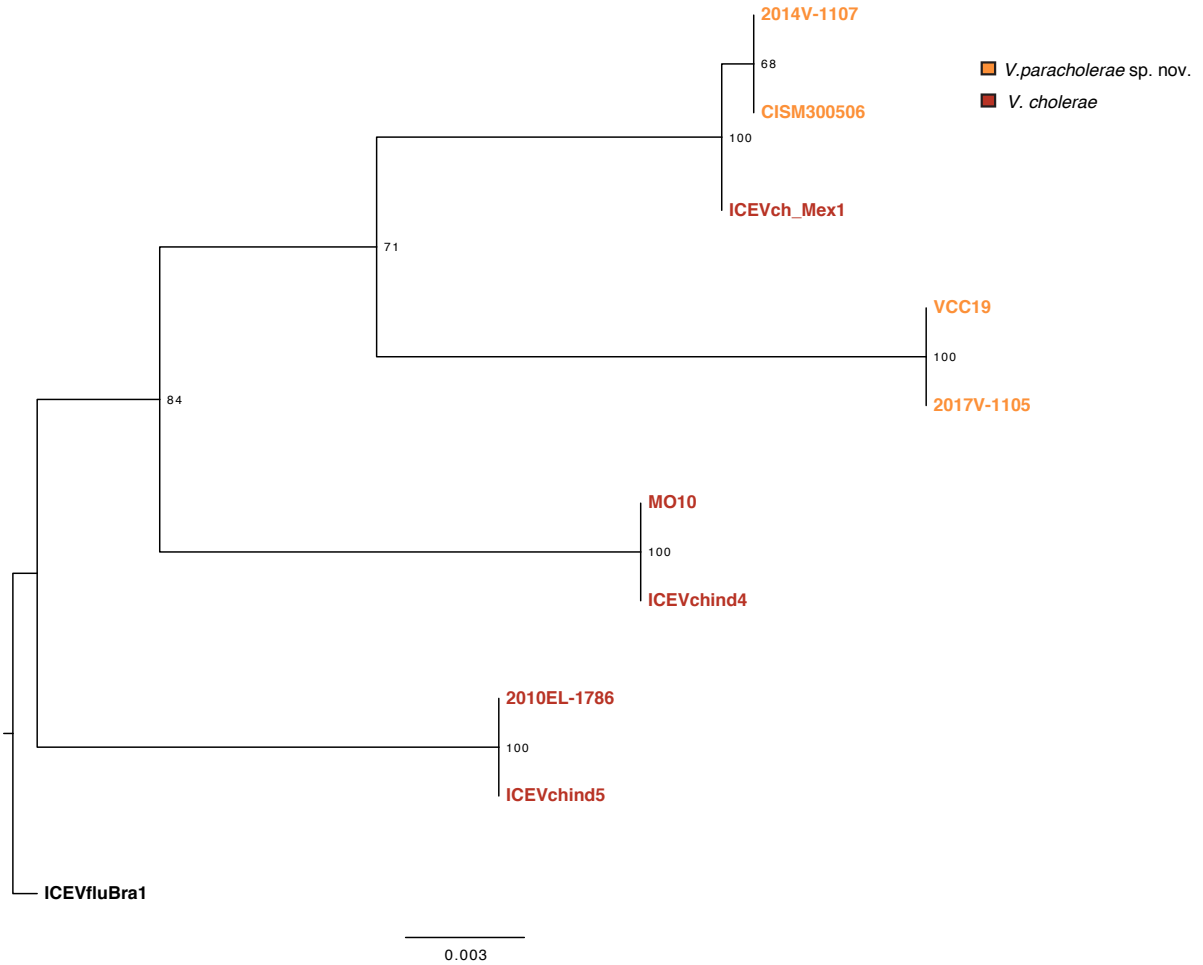 2014V-1107
68
V.paracholerae sp. nov.
V. cholerae
CISM300506
100
ICEVch_Mex1
71
VCC19
100
2017V-1105
84
MO10
100
ICEVchind4
2010EL-1786
100
ICEVchind5
ICEVfluBra1
0.003